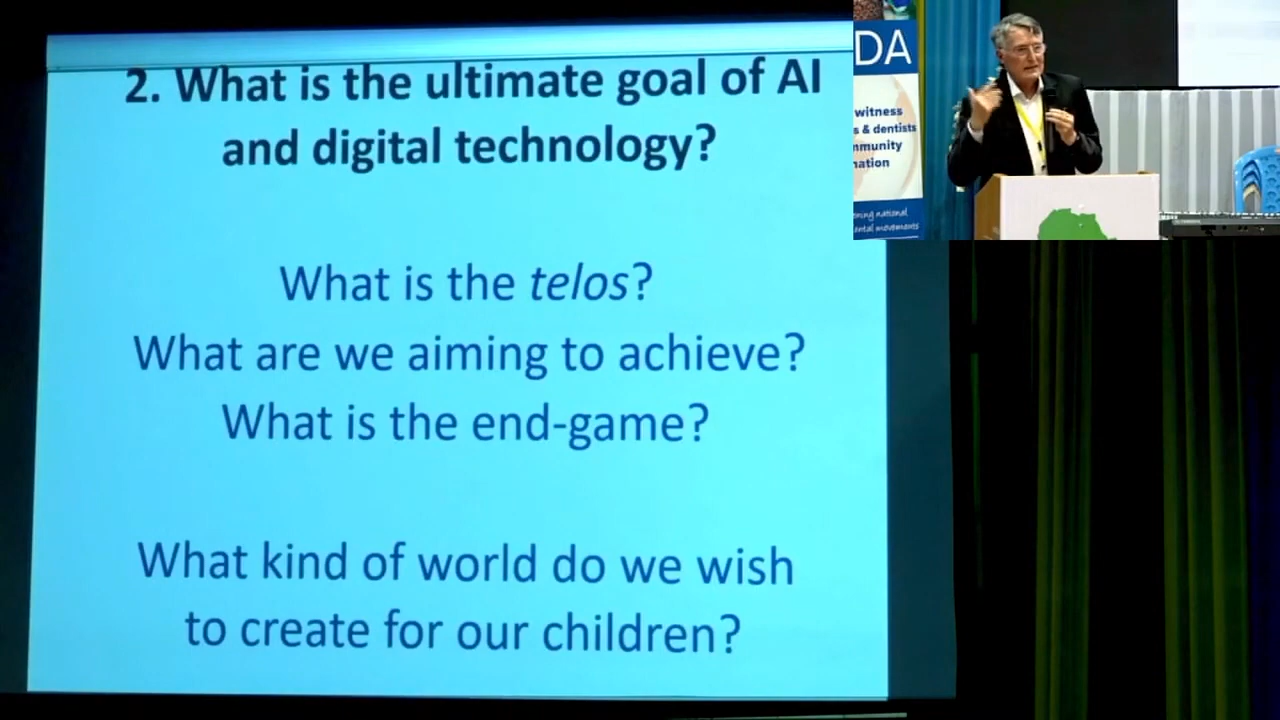 2. What is the ultimate goal of AI
and digital technology?
What is the telos?
What are we aiming to achieve?
What is the end-game?
What kind of world do we wish
to create for our children?
DA
witness
& dentists